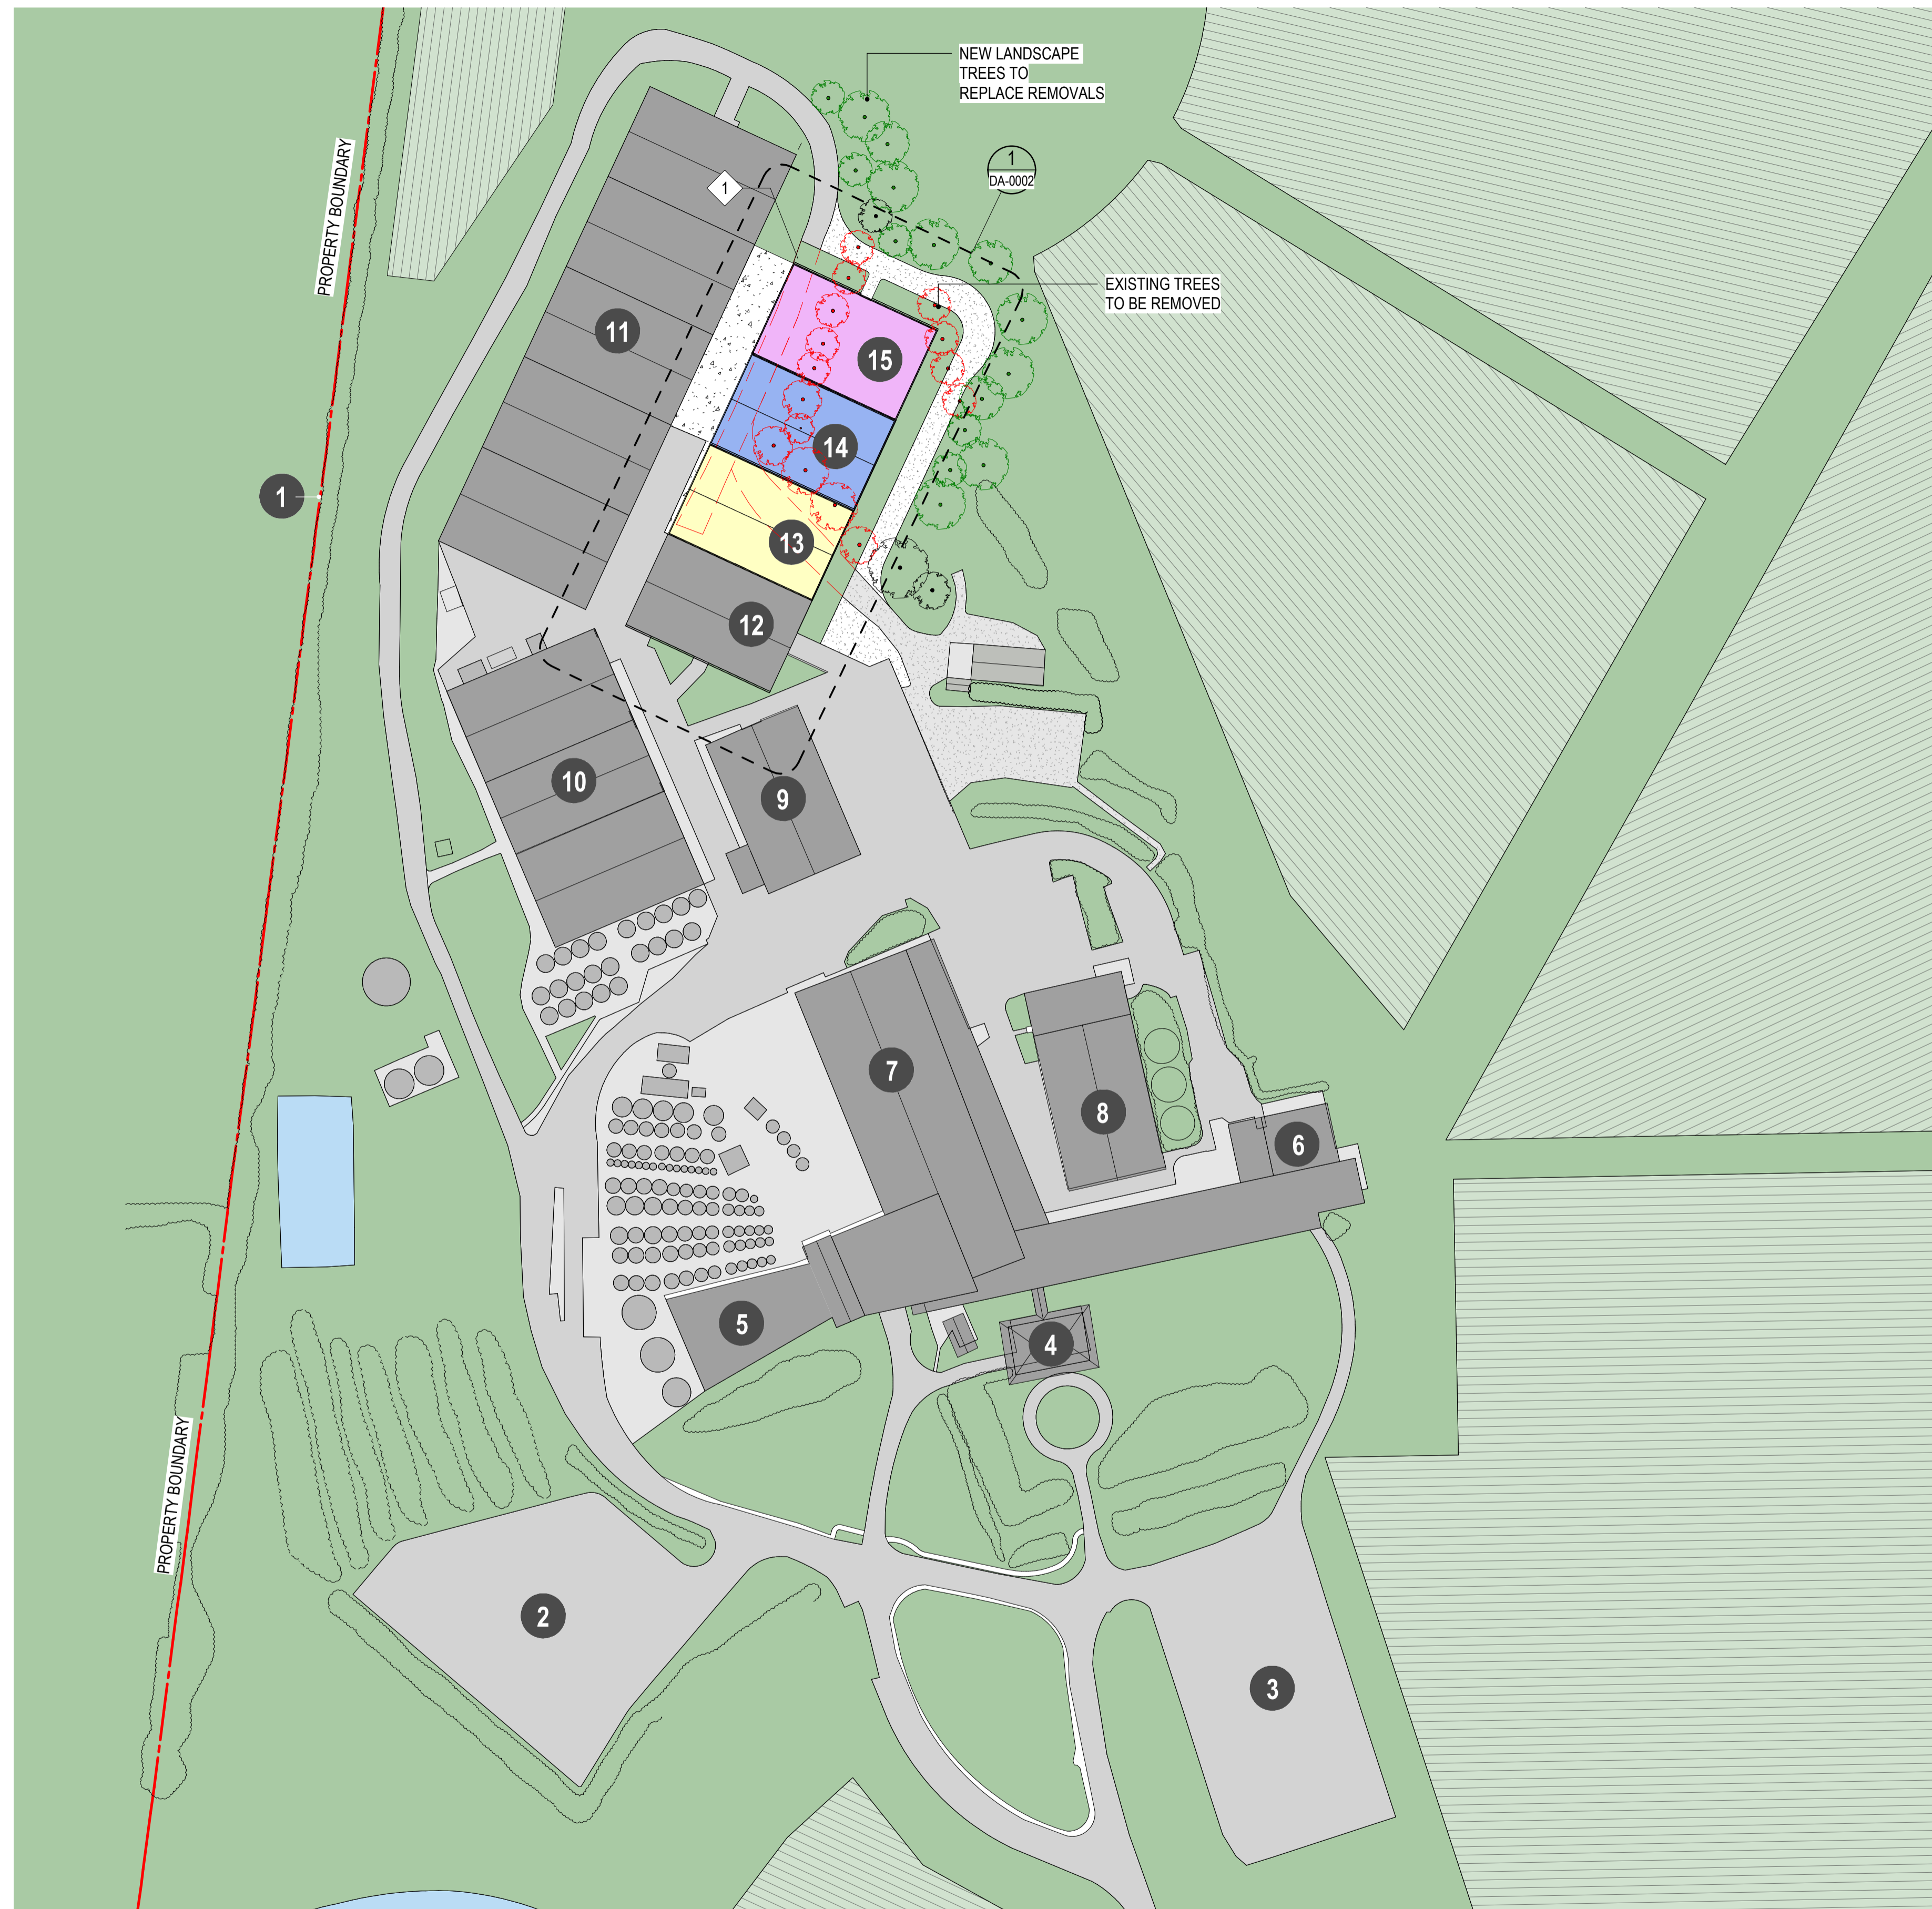 NEW LANDSCAPE
TREES TO
REPLACE REMOVALS
1
DA-0002
PROPERTY BOUNDARY
1
EXISTING TREES
TO BE REMOVED
11
15
14
1
13
12
10
9
7
8
6
5
4
PROPERTY BOUNDARY
2
3